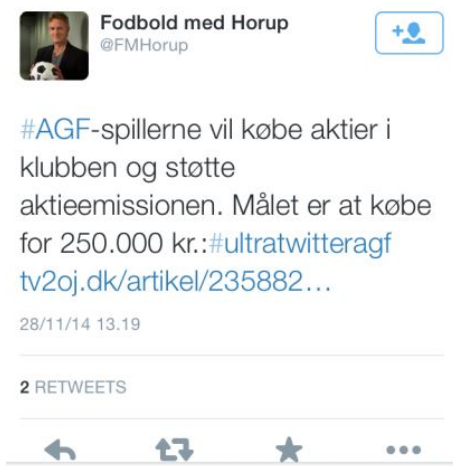 Fodbold med Horup
@FMHorup
#AGF-spillerne vil købe aktier i
klubben og støtte
aktieemissionen. Målet er at købe
for 250.000 kr.:#ultratwitteragf
tv2oj.dk/artikel/235882...
28/11/14 13.19
2 RETWEETS